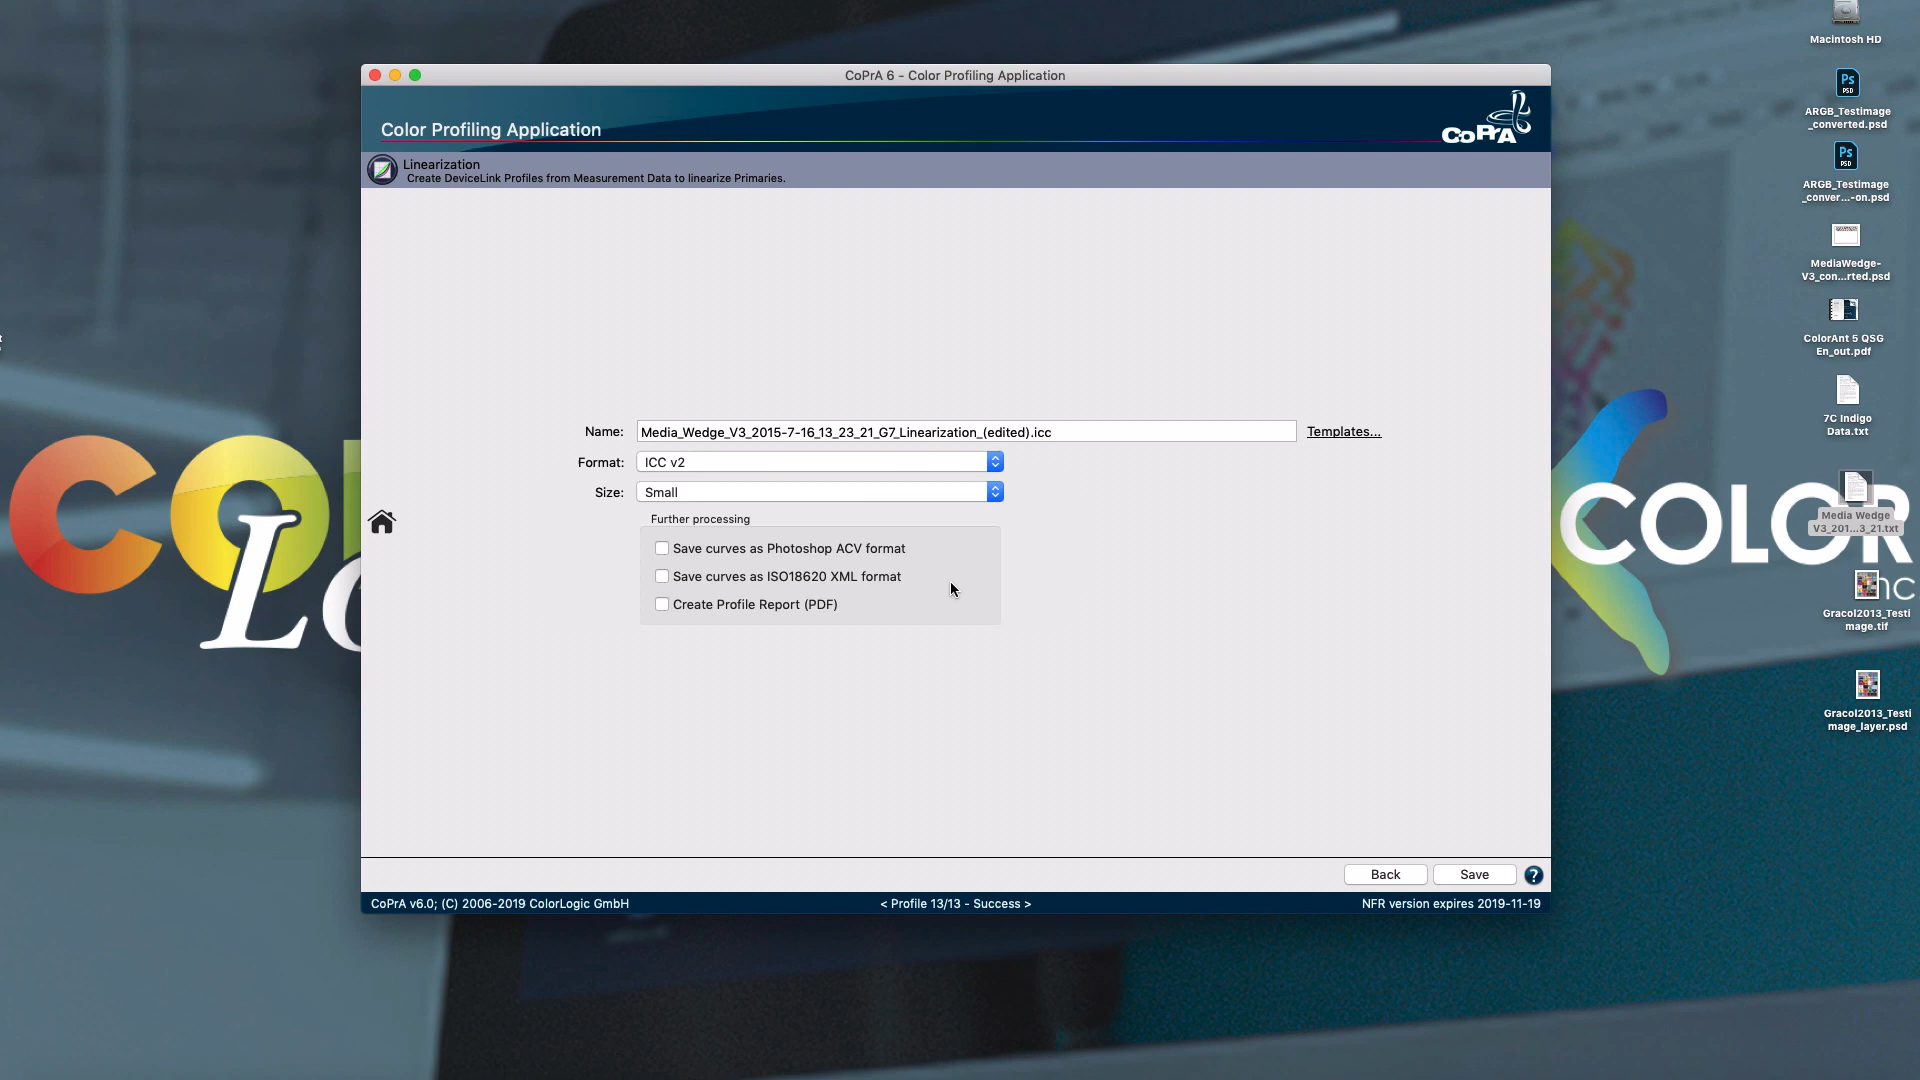 CoPrA 6 - Color Profiling Application
Color Profiling Application
CoPrA
Linearization
Create DeviceLink Profiles from Measurement Data to linearize Primaries.
Name:
Media_Wedge_V3_2015-7-16_13_23_21_G7_Linearization_(edited).icc
Templates...
Format:
ICC v2
Size:
Small
Further processing
Save curves as Photoshop ACV format
Save curves as ISO18620 XML format
Create Profile Report (PDF)
Back
Save
?
CoPrA v6.0; (C) 2006-2019 ColorLogic GmbH
< Profile 13/13 - Success >
NFR version expires 2019-11-19
Macintosh HD
Ps
PSD
ARGB_Testimage
_converted.psd
Ps
PSD
ARGB_Testimage
_conver...-on.psd
MediaWedge-
V3_con...rted.psd
ColorAnt 5 QSG
En_out.pdf
7C Indigo
Data.txt
Media Wedge
V3_201...3_21.txt
Gracol2013_Testi
mage.tif
Gracol2013_Testi
mage_layer.psd
COLOR